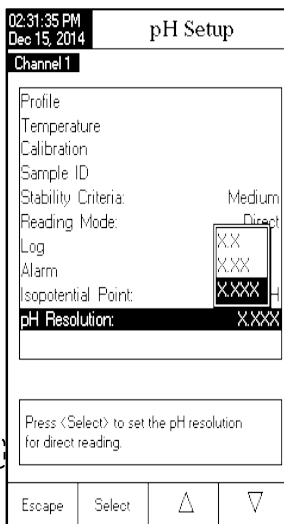 02:31:35 PM
Dec 15, 2014
pH Setup
Channel 1
Profile
Temperature
Calibration
Sample ID
Stability Criteria: Medium
Reading Mode: Direct
Log
Alarm
Isopotential Point: H
pH Resolution: X.XXX
X.X
X.XX
X.XXX
Press <Select> to set the pH resolution
for direct reading.
Escape Select